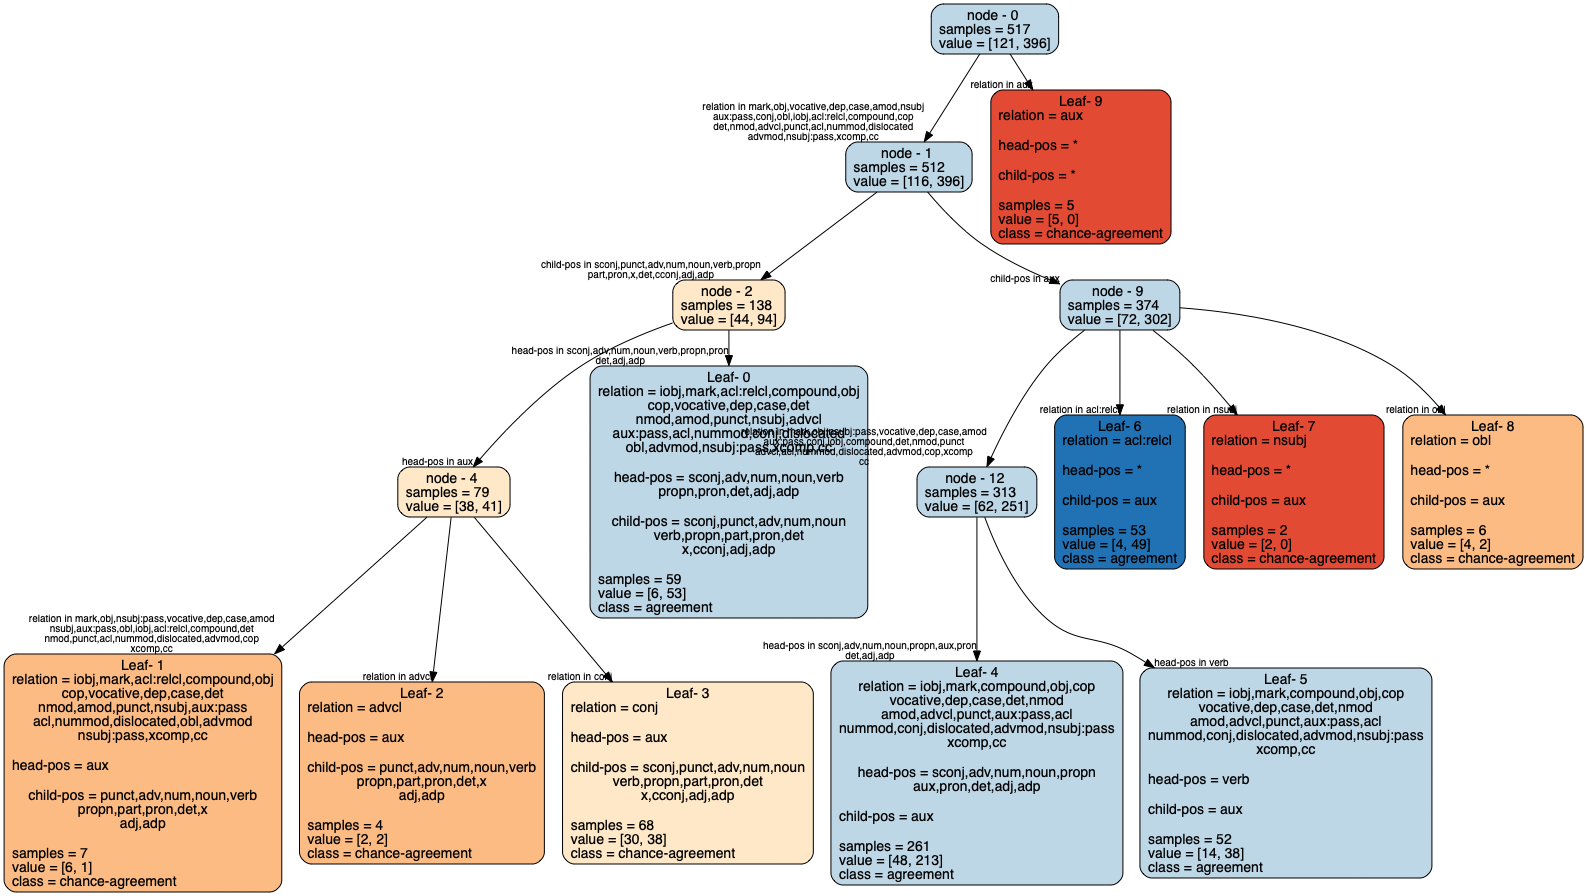 node - 0
samples = 517
value = [121, 396]
relation in aux
Leaf- 9
relation = aux
head-pos = *
child-pos = *
samples = 5
value = [5, 0]
class = chance-agreement
relation in mark,obj,vocative,dep,case,amod,nsubj
aux:pass,conj,obl,iobj,acl:relcl,compound,cop
det,nmod,advcl,punct,acl,nummod,dislocated
advmod,nsubj:pass,xcomp,cc
node - 1
samples = 512
value = [116, 396]
child-pos in sconj,punct,adv,num,noun,verb,propn
part,pron,x,det,cconj,adj,adp
node - 2
samples = 138
value = [44, 94]
child-pos in aux
node - 9
samples = 374
value = [72, 302]
head-pos in sconj,adv,num,noun,verb,propn,pron
det,adj,adp
Leaf- 0
relation = iobj,mark,acl:relcl,compound,obj
cop,vocative,dep,case,det
nmod,amod,punct,nsubj,advcl
aux:pass,acl,nummod,conj,dislocated
obl,advmod,nsubj:pass,xcomp,cc
head-pos = sconj,adv,num,noun,verb
propn,pron,det,adj,adp
child-pos = sconj,punct,adv,num,noun
verb,propn,part,pron,det
x,cconj,adj,adp
samples = 59
value = [6, 53]
class = agreement
relation in mark,obj,nsubj:pass,vocative,dep,case,amod
aux:pass,conj,iobj,compound,det,nmod,punct
advcl,acl,nummod,dislocated,advmod,cop,xcomp
cc
relation in acl:relcl
Leaf- 6
relation = acl:relcl
head-pos = *
child-pos = aux
samples = 53
value = [4, 49]
class = agreement
relation in nsubj
Leaf- 7
relation = nsubj
head-pos = *
child-pos = aux
samples = 2
value = [2, 0]
class = chance-agreement
relation in obl
Leaf- 8
relation = obl
head-pos = *
child-pos = aux
samples = 6
value = [4, 2]
class = chance-agreement
head-pos in aux
node - 4
samples = 79
value = [38, 41]
node - 12
samples = 313
value = [62, 251]
relation in mark,obj,nsubj:pass,vocative,dep,case,amod
nsubj,aux:pass,obl,iobj,acl:relcl,compound,det
nmod,punct,acl,nummod,dislocated,advmod,cop
xcomp,cc
Leaf- 1
relation = iobj,mark,acl:relcl,compound,obj
cop,vocative,dep,case,det
nmod,amod,punct,nsubj,aux:pass
acl,nummod,dislocated,obl,advmod
nsubj:pass,xcomp,cc
head-pos = aux
child-pos = punct,adv,num,noun,verb
propn,part,pron,det,x
adj,adp
samples = 7
value = [6, 1]
class = chance-agreement
relation in advcl
Leaf- 2
relation = advcl
head-pos = aux
child-pos = punct,adv,num,noun,verb
propn,part,pron,det,x
adj,adp
samples = 4
value = [2, 2]
class = chance-agreement
relation in conj
Leaf- 3
relation = conj
head-pos = aux
child-pos = sconj,punct,adv,num,noun
verb,propn,part,pron,det
x,cconj,adj,adp
samples = 68
value = [30, 38]
class = chance-agreement
head-pos in sconj,adv,num,noun,propn,aux,pron
det,adj,adp
Leaf- 4
relation = iobj,mark,compound,obj,cop
vocative,dep,case,det,nmod
amod,advcl,punct,aux:pass,acl
nummod,conj,dislocated,advmod,nsubj:pass
xcomp,cc
head-pos = sconj,adv,num,noun,propn
aux,pron,det,adj,adp
child-pos = aux
samples = 261
value = [48, 213]
class = agreement
head-pos in verb
Leaf- 5
relation = iobj,mark,compound,obj,cop
vocative,dep,case,det,nmod
amod,advcl,punct,aux:pass,acl
nummod,conj,dislocated,advmod,nsubj:pass
xcomp,cc
head-pos = verb
child-pos = aux
samples = 52
value = [14, 38]
class = agreement